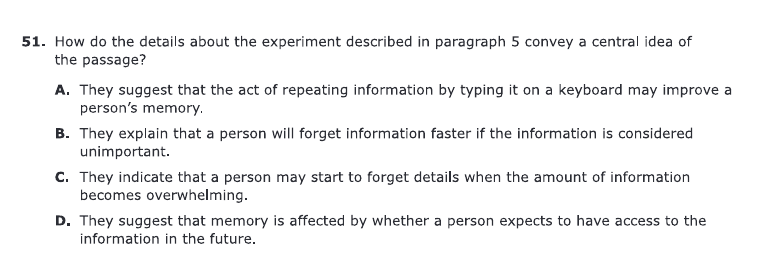 51. How do the details about the experiment described in paragraph 5 convey a central idea of
the passage?
A. They suggest that the act of repeating information by typing it on a keyboard may improve a
person's memory.
B. They explain that a person will forget information faster if the information is considered
unimportant.
C. They indicate that a person may start to forget details when the amount of information
becomes overwhelming.
D. They suggest that memory is affected by whether a person expects to have access to the
information in the future.